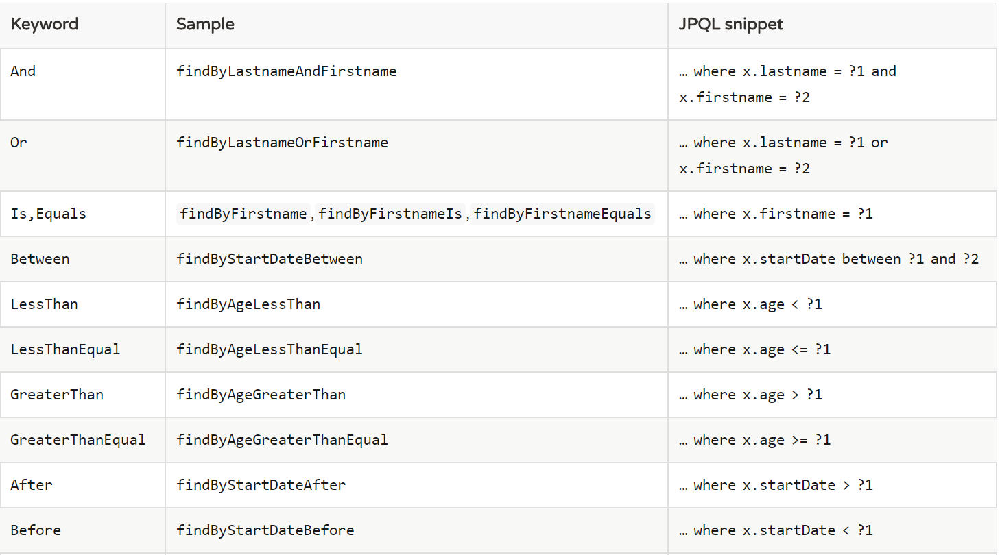 Keyword Sample JPQL snippet
And findByLastnameAndFirstname … where x.lastname = ?1 and
x.firstname = ?2
Or findByLastnameOrFirstname … where x.lastname = ?1 or
x.firstname = ?2
Is,Equals findByFirstname,findByFirstnameIs,findByFirstnameEquals … where x.firstname = ?1
Between findByStartDateBetween … where x.startDate between ?1 and ?2
LessThan findByAgeLessThan … where x.age < ?1
LessThanEqual findByAgeLessThanEqual … where x.age <= ?1
GreaterThan findByAgeGreaterThan … where x.age > ?1
GreaterThanEqual findByAgeGreaterThanEqual … where x.age >= ?1
After findByStartDateAfter … where x.startDate > ?1
Before findByStartDateBefore … where x.startDate < ?1